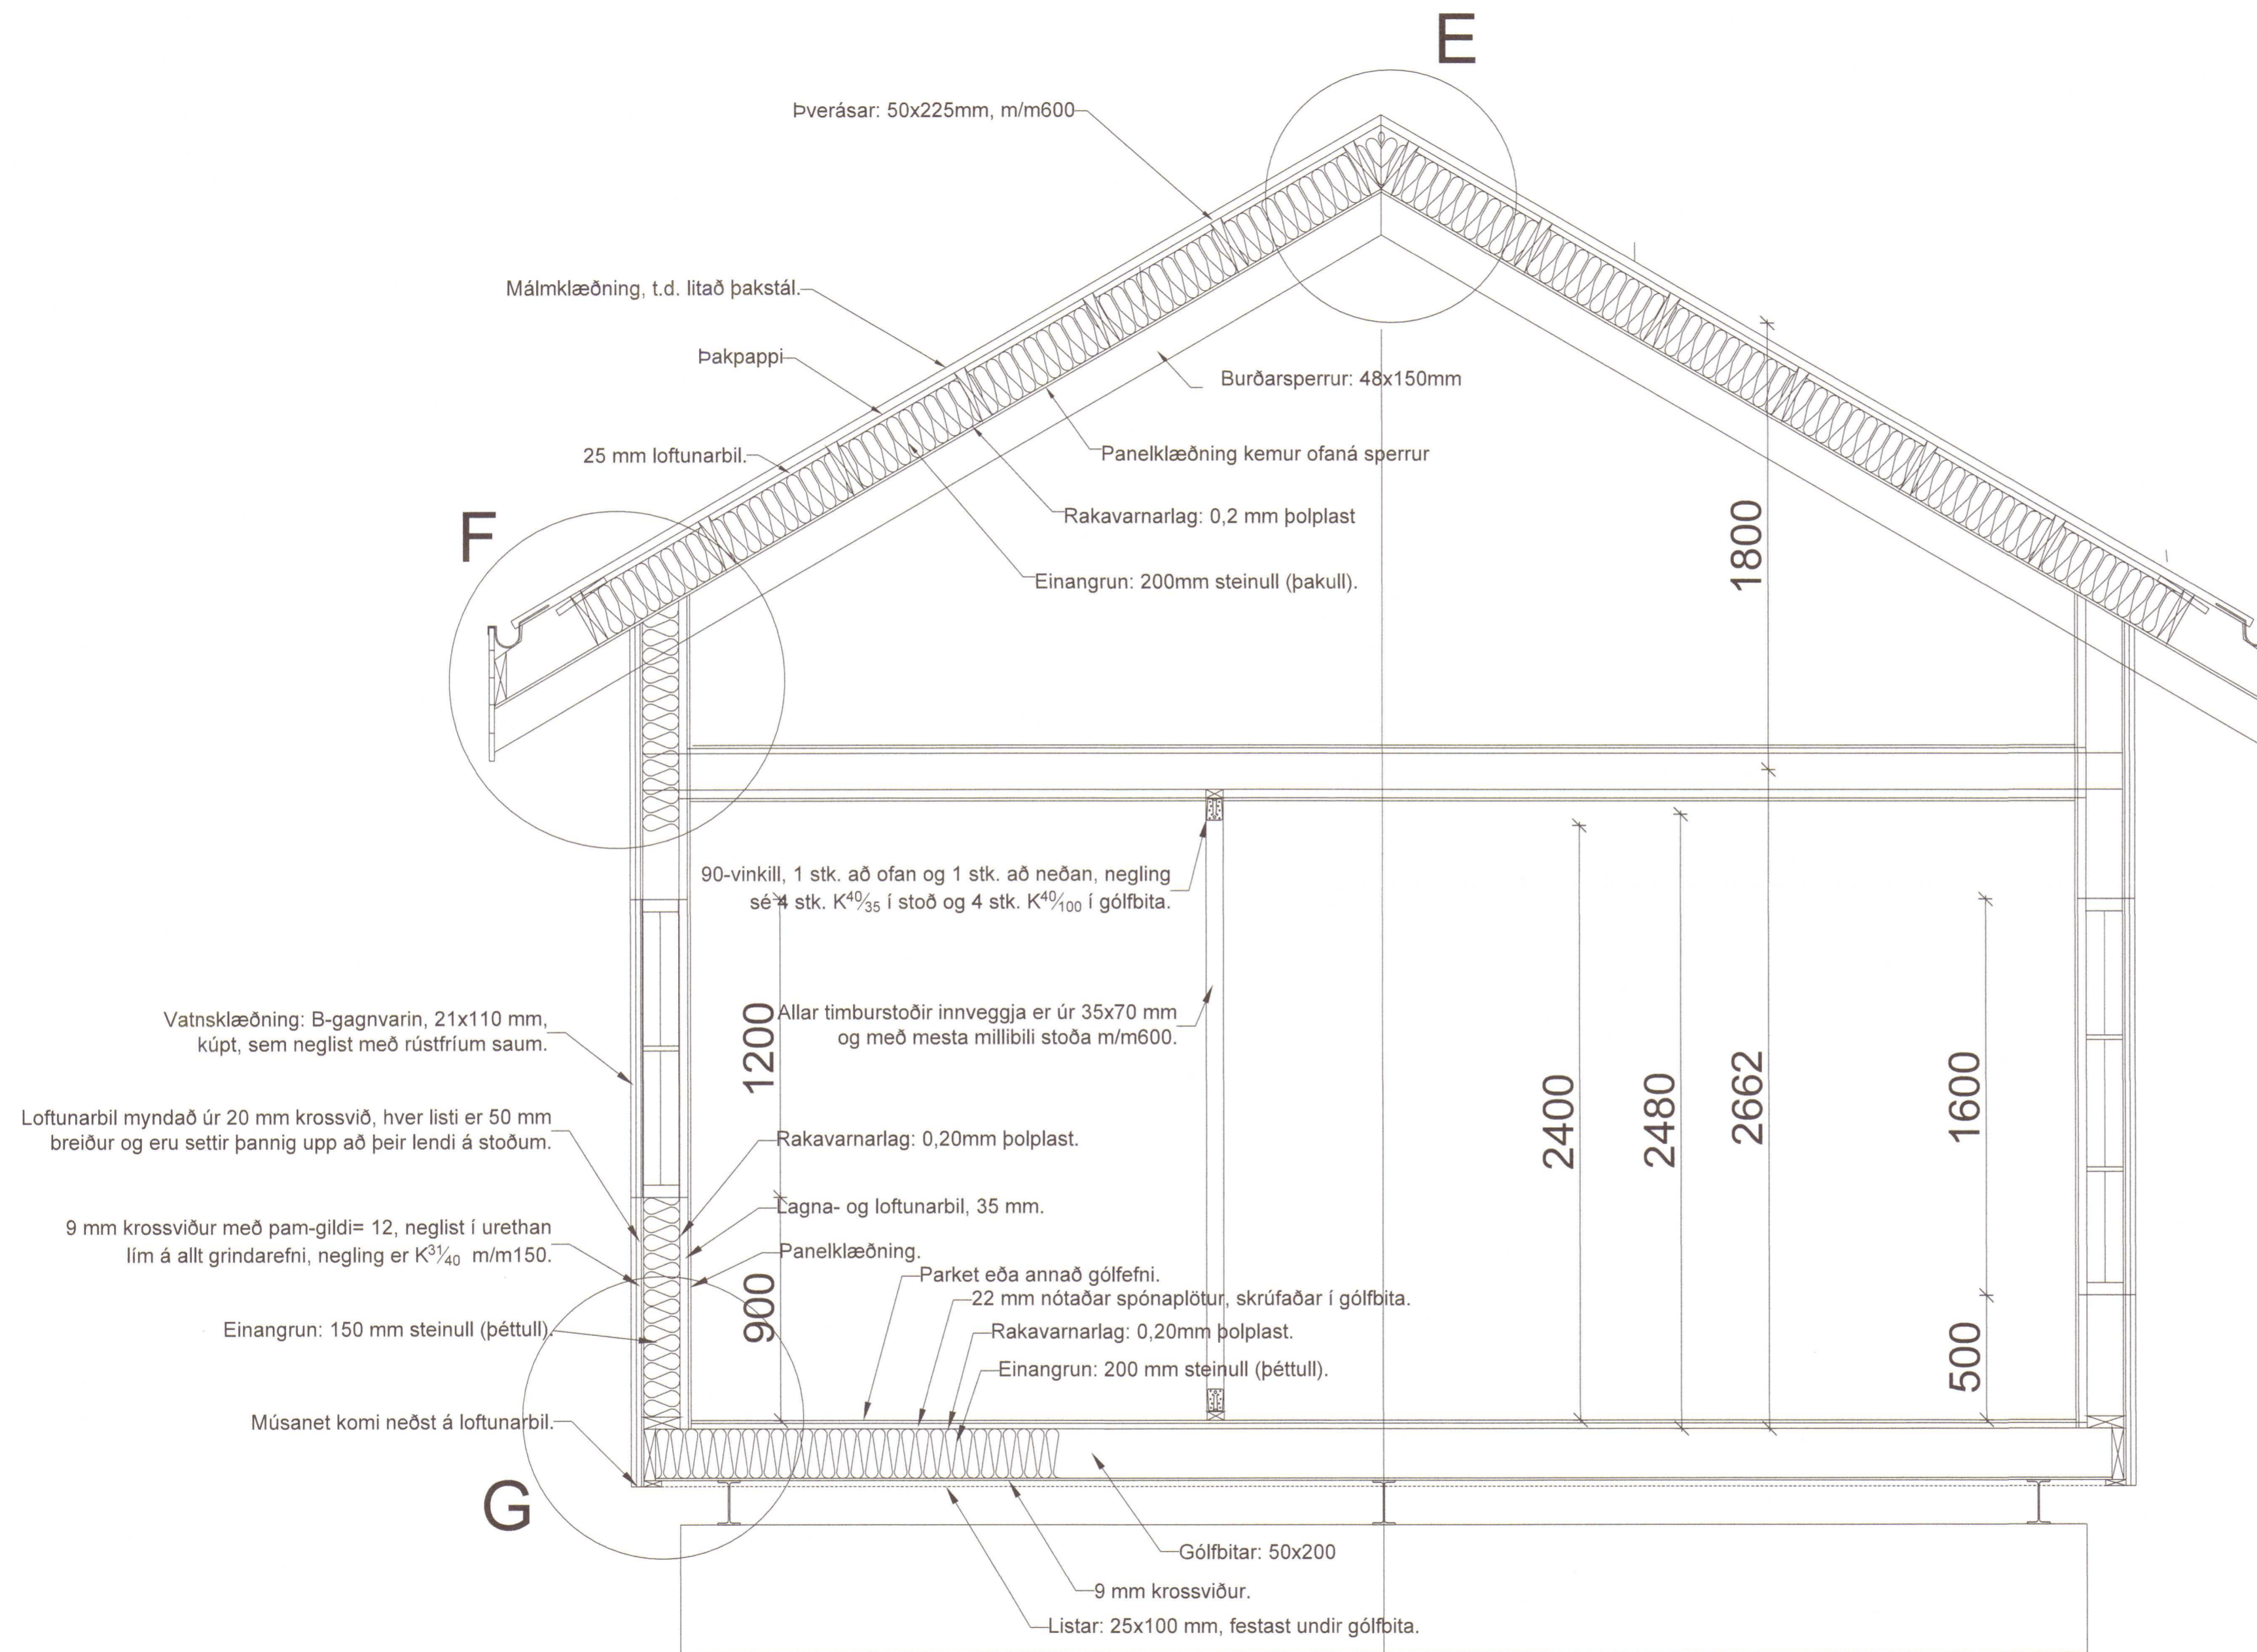 E
Þverásar: 50x225mm, m/m600
Málmklæðning, t.d. litað þakstál.
Þakpappi
Burðarsperrur: 48x150mm
25 mm loftunarbil.
Panelklæðning kemur ofaná sperrur
F
Rakavarnarlag: 0,2 mm þolplast
Einangrun: 200mm steinull (þakull).
1800
90-vinkill, 1 stk. að ofan og 1 stk. að neðan, negling
sé 4 stk. K40/35 í stoð og 4 stk. K40/100 í gólfbita.
Vatnsklæðning: B-gagnvarin, 21x110 mm,
kúpt, sem neglist með rústfríum saum.
1200
Allar timburstoðir innveggja er úr 35x70 mm
og með mesta millibili stoða m/m600.
2400
2480
2662
1600
Loftunarbil myndað úr 20 mm krossvið, hver listi er 50 mm
breiður og eru settir þannig upp að þeir lendi á stoðum.
Rakavarnarlag: 0,20mm þolplast.
Lagna- og loftunarbil, 35 mm.
9 mm krossviður með pam-gildi= 12, neglist í urethan
lím á allt grindarefni, negling er K31/40 m/m150.
Panelklæðning.
900
Parket eða annað gólfefni.
22 mm nótaðar spónaplötur, skrúfaðar í gólfbita.
Einangrun: 150 mm steinull (þéttull).
Rakavarnarlag: 0,20mm þolplast.
Einangrun: 200 mm steinull (þéttull).
500
Músanet komi neðst á loftunarbil.
G
Gólfbitar: 50x200
9 mm krossviður.
Listar: 25x100 mm, festast undir gólfbita.